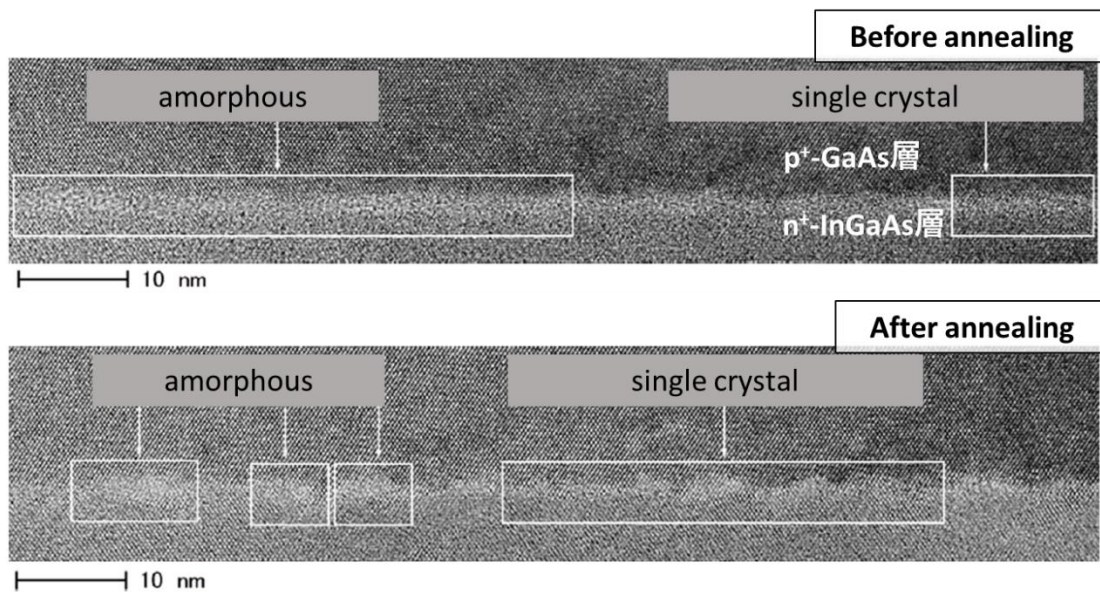 Before annealing
amorphous
single crystal
p⁺-GaAs層
n⁺-InGaAs層
10 nm
After annealing
amorphous
single crystal
10 nm